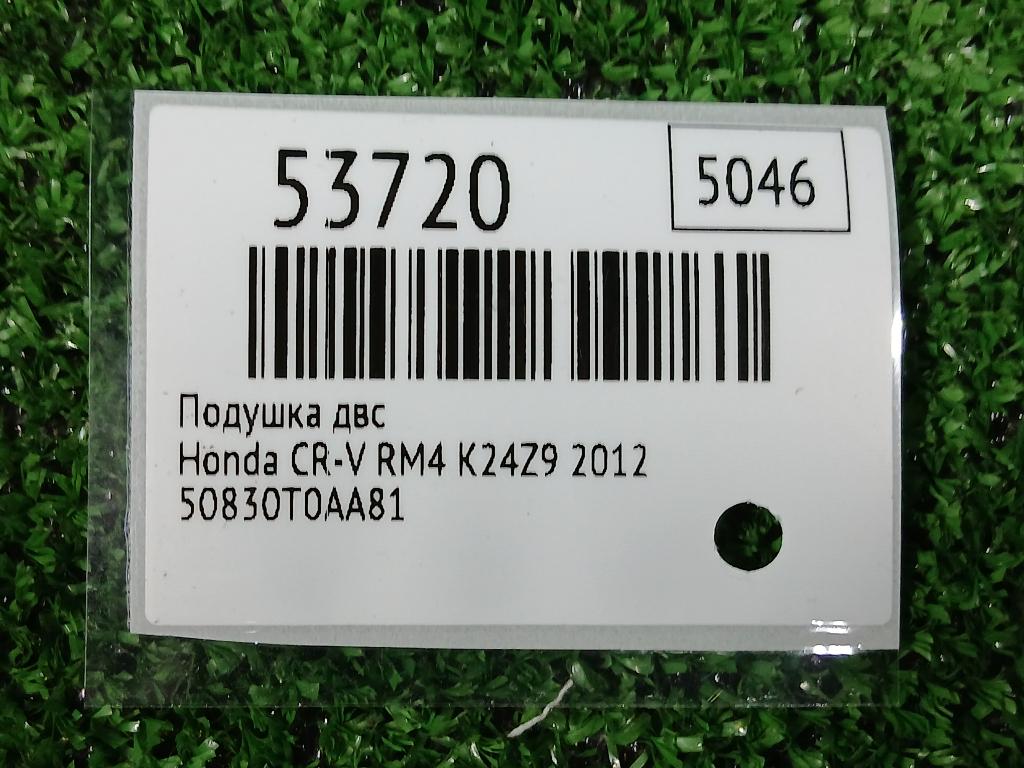 53720
5046
Подушка двс
Honda CR-V RM4 K24Z9 2012
50830T0AA81